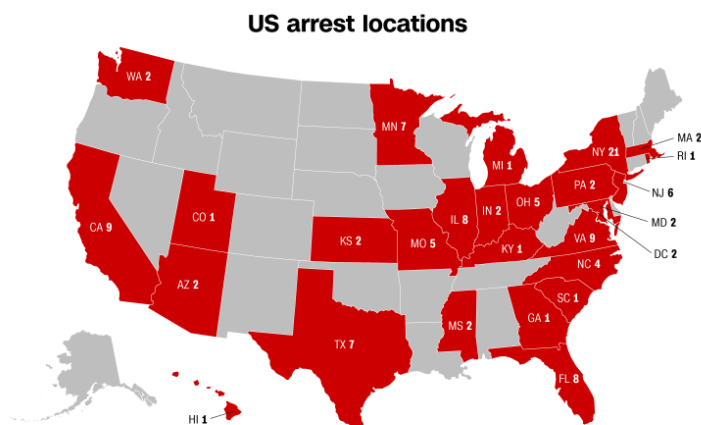 US arrest locations
WA 2
MN 7
MA 2
NY 21
RI 1
MI 1
PA 2
NJ 6
OH 5
IN 2
IL 8
CO 1
MD 2
CA 9
VA 9
KS 2
MO 5
KY 1
DC 2
NC 4
AZ 2
SC 1
GA 1
MS 2
TX 7
FL 8
HI 1